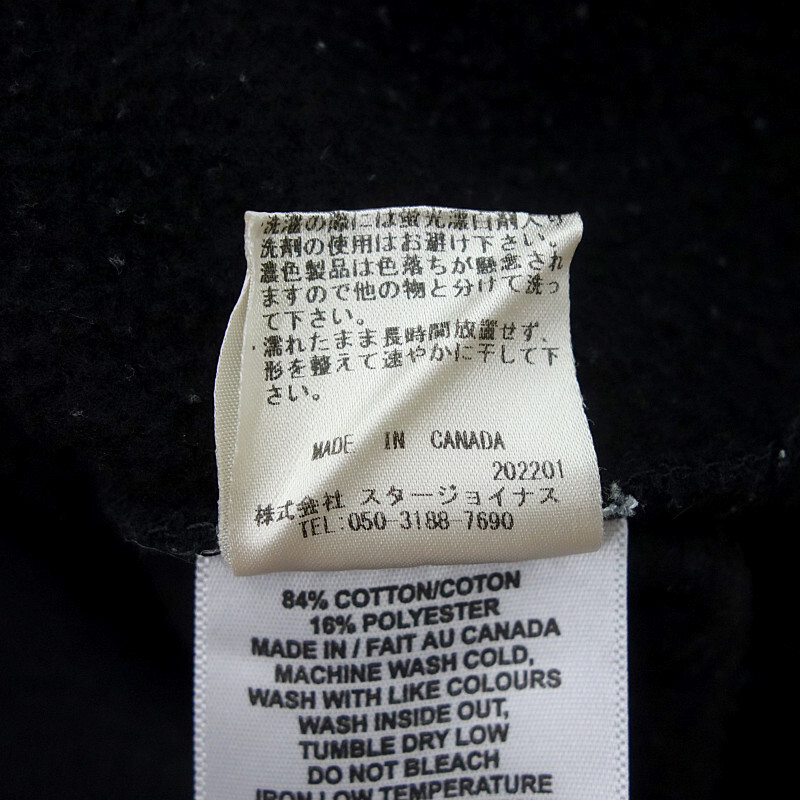 洗濯の際には蛍光漂白剤入り
洗剤の使用はお避け下さい。
濃色製品は色落ちが懸念され
ますので他の物と分けて洗っ
て下さい。
濡れたまま長時間放置せず、
形を整えて速やかに干して下
さい。
MADE IN CANADA
202201
株式会社 スタージョイナス
TEL:050-3188-7690
84% COTTON/COTON
16% POLYESTER
MADE IN / FAIT AU CANADA
MACHINE WASH COLD,
WASH WITH LIKE COLOURS
WASH INSIDE OUT,
TUMBLE DRY LOW
DO NOT BLEACH
IRON LOW TEMPERATURE